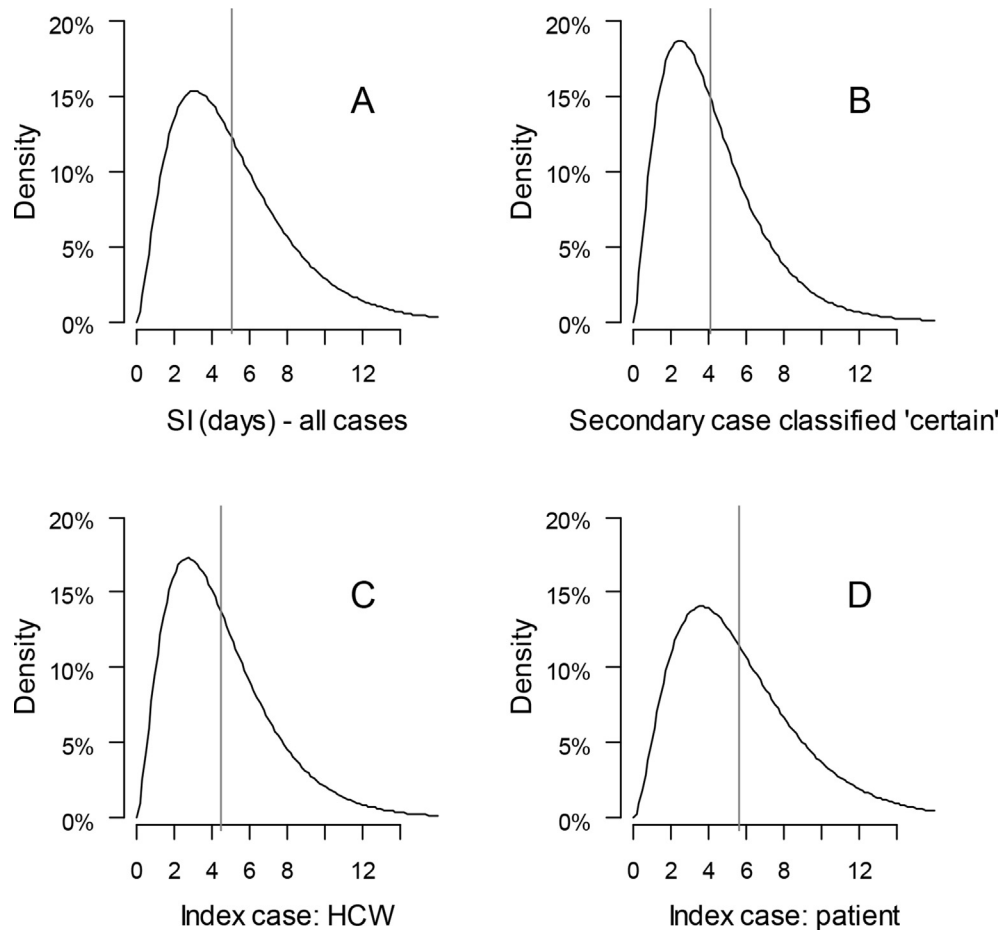 20%
15%
10%
5%
0%
Density
A
0 2 4 6 8 12
SI (days) - all cases
20%
15%
10%
5%
0%
Density
B
0 2 4 6 8 12
Secondary case classified 'certain'
20%
15%
10%
5%
0%
Density
C
0 2 4 6 8 12
Index case: HCW
20%
15%
10%
5%
0%
Density
D
0 2 4 6 8 12
Index case: patient